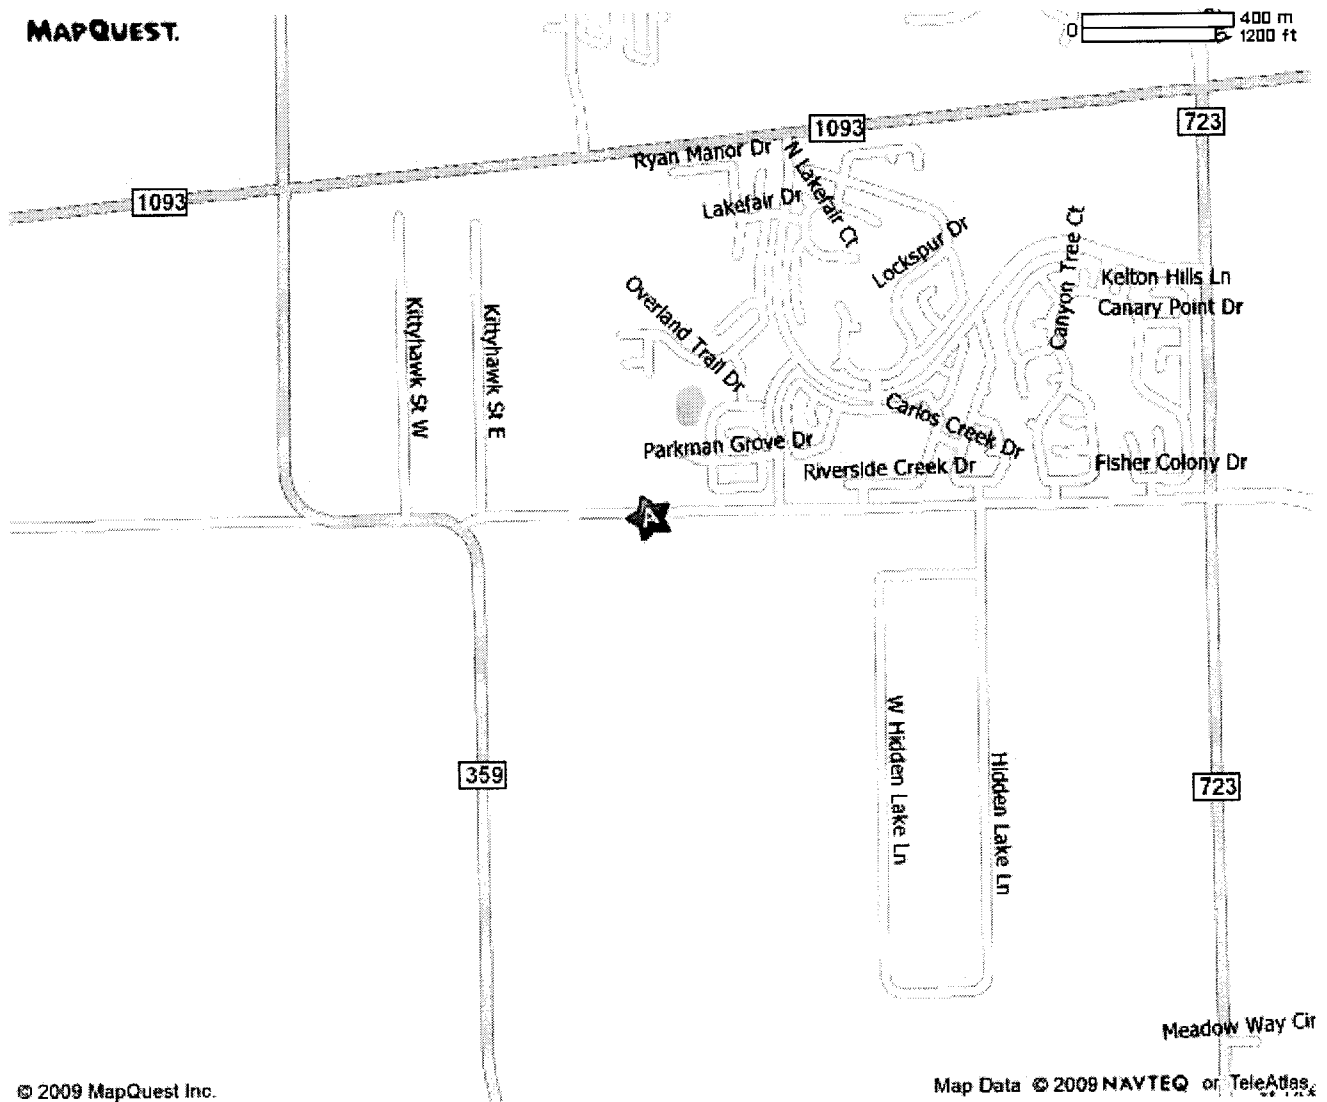 MAPQUEST.
400 m
0
1200 ft
1093
723
Ryan Manor Dr
N Lakefair Ct
1093
Lakefair Dr
Lockspur Dr
Canyon Tree Ct
Kelton Hills Ln
Overland Trail Dr
Canary Point Dr
Kittyhawk St W
Kittyhawk St E
Carlos Creek Dr
Parkman Grove Dr
Riverside Creek Dr
Fisher Colony Dr
A
W Hidden Lake Ln
Hidden Lake Ln
359
723
Meadow Way Cir
© 2009 MapQuest Inc.
Map Data © 2009 NAVTEQ or TeleAtlas